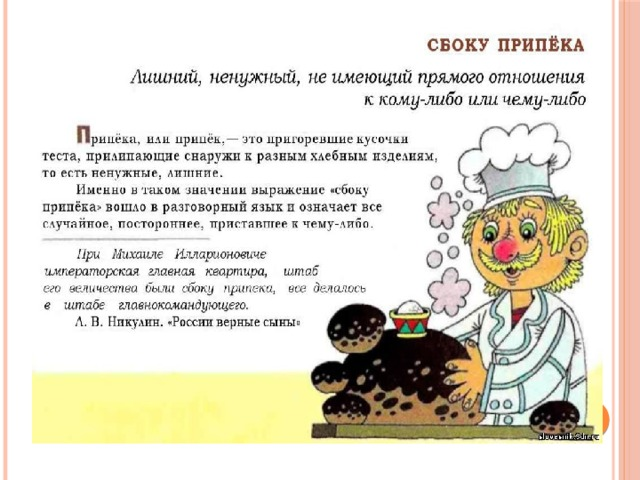 СБОКУ ПРИПЁКА
Лишний, ненужный, не имеющий прямого отношения
к кому-либо или чему-либо
Припёка, или припёк,— это пригоревшие кусочки
теста, прилипающие снаружи к разным хлебным изделиям,
то есть ненужные, лишние.
Именно в таком значении выражение «сбоку
припёка» вошло в разговорный язык и означает все
случайное, постороннее, приставшее к чему-либо.
При Михаиле Илларионовиче
императорская главная квартира, штаб
его величества были сбоку припека, все делалось
в штабе главнокомандующего.
Л. В. Никулин. «России верные сыны»